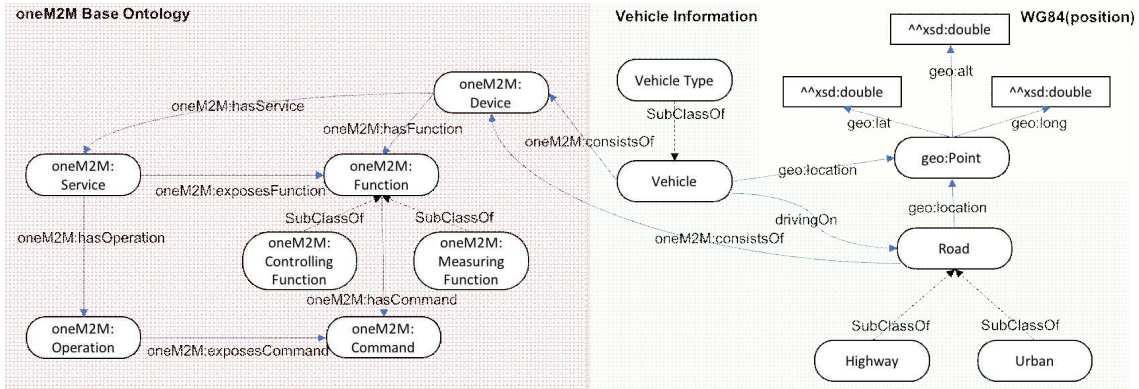 oneM2M Base Ontology
Vehicle Information
WG84(position)
^^xsd:double
geo:alt
oneM2M:
Device
Vehicle Type
^^xsd:double
^^xsd:double
oneM2M:hasService
SubClassOf
geo:lat
geo:long
oneM2M:hasFunction
oneM2M:consistsOf
oneM2M:
Service
oneM2M:
Function
Vehicle
geo:location
geo:Point
oneM2M:exposesFunction
SubClassOf
SubClassOf
drivingOn
geo:location
oneM2M:hasOperation
oneM2M:consistsOf
oneM2M:
Controlling
Function
oneM2M:
Measuring
Function
Road
oneM2M:hasCommand
oneM2M:
Operation
oneM2M:
Command
SubClassOf
SubClassOf
oneM2M:exposesCommand
Highway
Urban